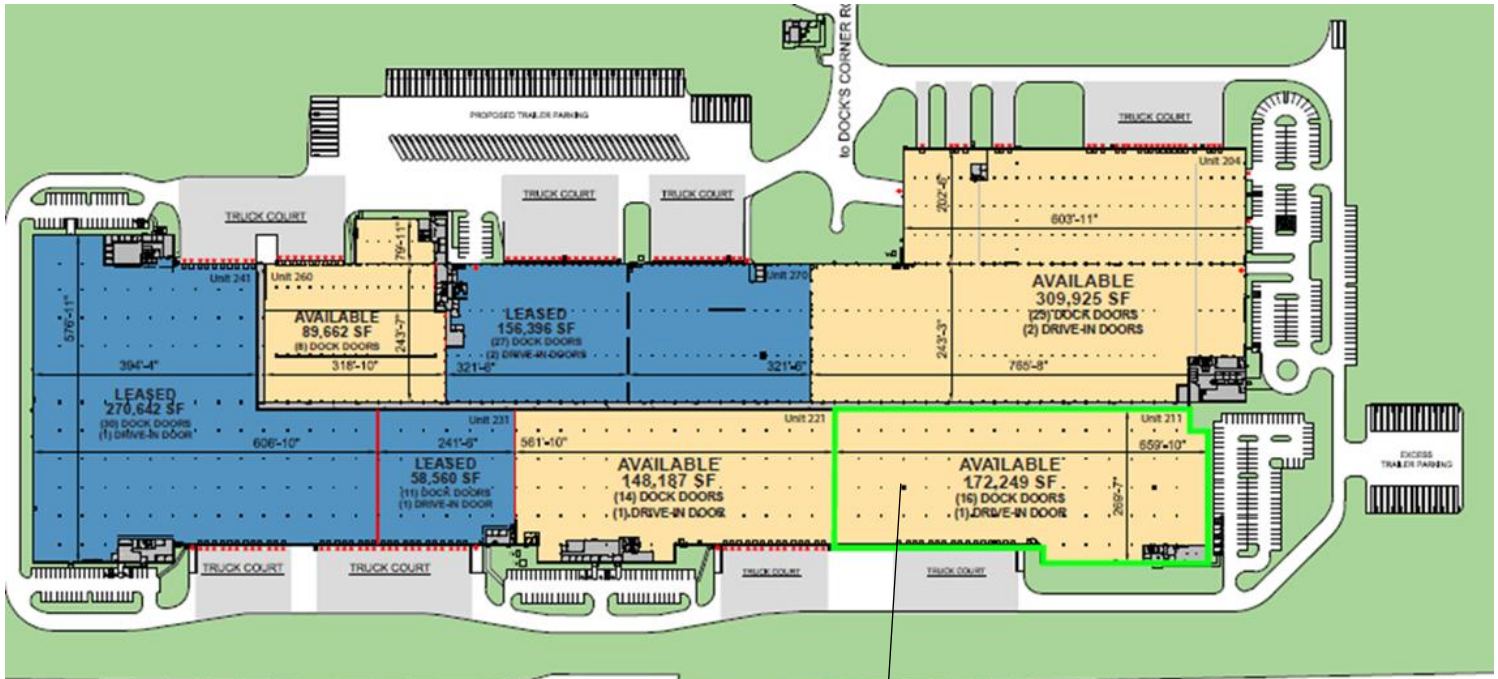 to DOCK'S CORNER RO
PROPOSED TRAILER PARKING
TRUCK COURT
Unit 204
202'-6"
603'-11"
TRUCK COURT
TRUCK COURT
TRUCK COURT
79'-11"
Unit 241
Unit 260
Unit 270
576'-11"
AVAILABLE
89,662 SF
(8) DOCK DOORS
243'-7"
318'-10"
LEASED
156,396 SF
(27) DOCK DOORS
(2) DRIVE-IN DOORS
321'-6"
321'-6"
AVAILABLE
309,925 SF
(29) DOCK DOORS
(2) DRIVE-IN DOORS
243'-3"
765'-8"
394'-4"
LEASED
270,642 SF
(30) DOCK DOORS
(1) DRIVE-IN DOOR
606'-10"
Unit 231
241'-6"
LEASED
58,560 SF
(11) DOCK DOORS
(1) DRIVE-IN DOOR
Unit 221
561'-10"
AVAILABLE
148,187 SF
(14) DOCK DOORS
(1) DRIVE-IN DOOR
Unit 211
659'-10"
AVAILABLE
172,249 SF
(16) DOCK DOORS
(1) DRIVE-IN DOOR
269'-7"
EXCESS
TRAILER PARKING
TRUCK COURT
TRUCK COURT
TRUCK COURT
TRUCK COURT